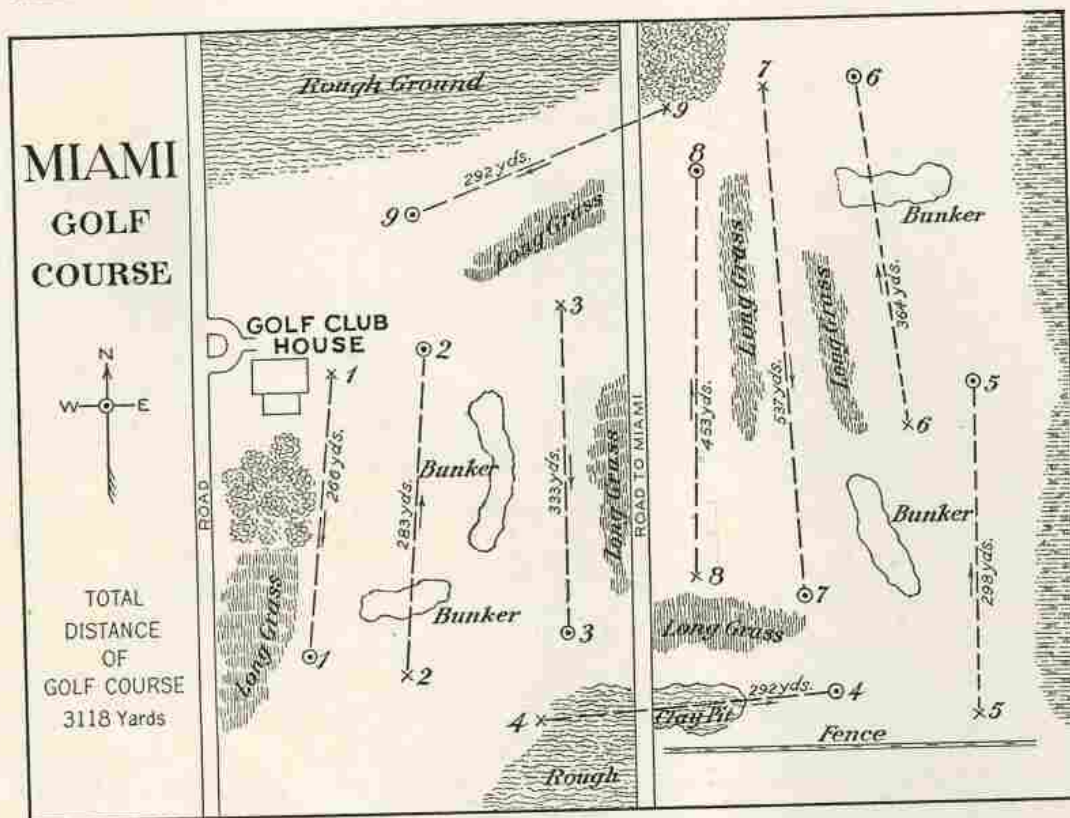 MIAMI
GOLF
COURSE
N
W
E
TOTAL
DISTANCE
OF
GOLF COURSE
3118 Yards
ROAD
Rough Ground
9
292 yds.
9
Long Grass
GOLF CLUB
HOUSE
1
266 yds.
1
Long Grass
2
283 yds.
2
Bunker
Bunker
3
333 yds.
3
Long Grass
ROAD TO MIAMI
4
292 yds.
4
Clay Pit
Rough
Fence
8
453 yds.
8
Long Grass
7
537 yds.
7
Long Grass
Long Grass
6
Bunker
364 yds.
6
Bunker
5
298 yds.
5